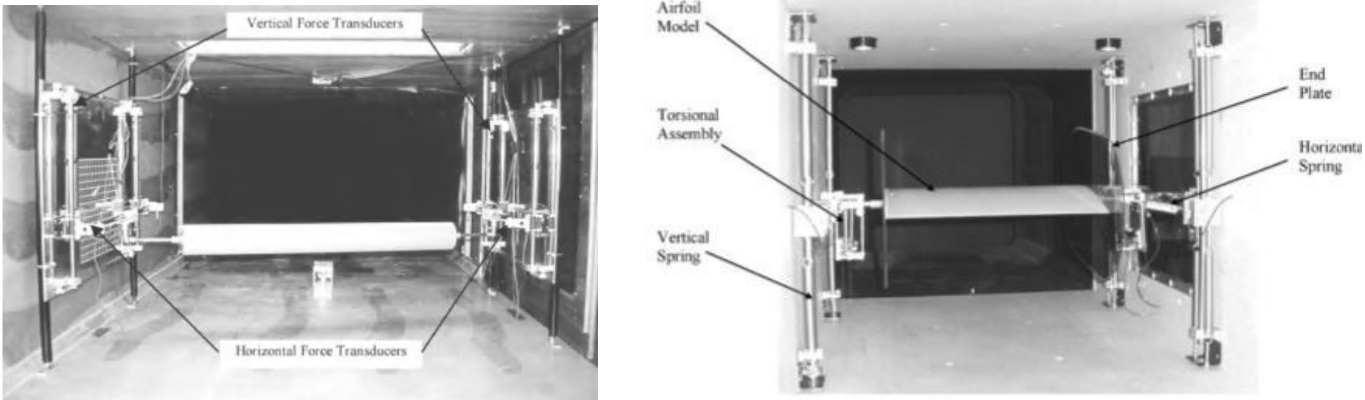 Vertical Force Transducers
Horizontal Force Transducers
Airfoil
Model
Torsional
Assembly
Vertical
Spring
End
Plate
Horizonta
Spring